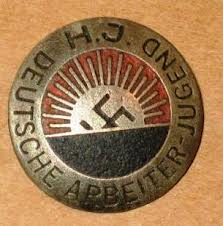 H.J.
DEUTSCHE ARBEITER-JUGEND